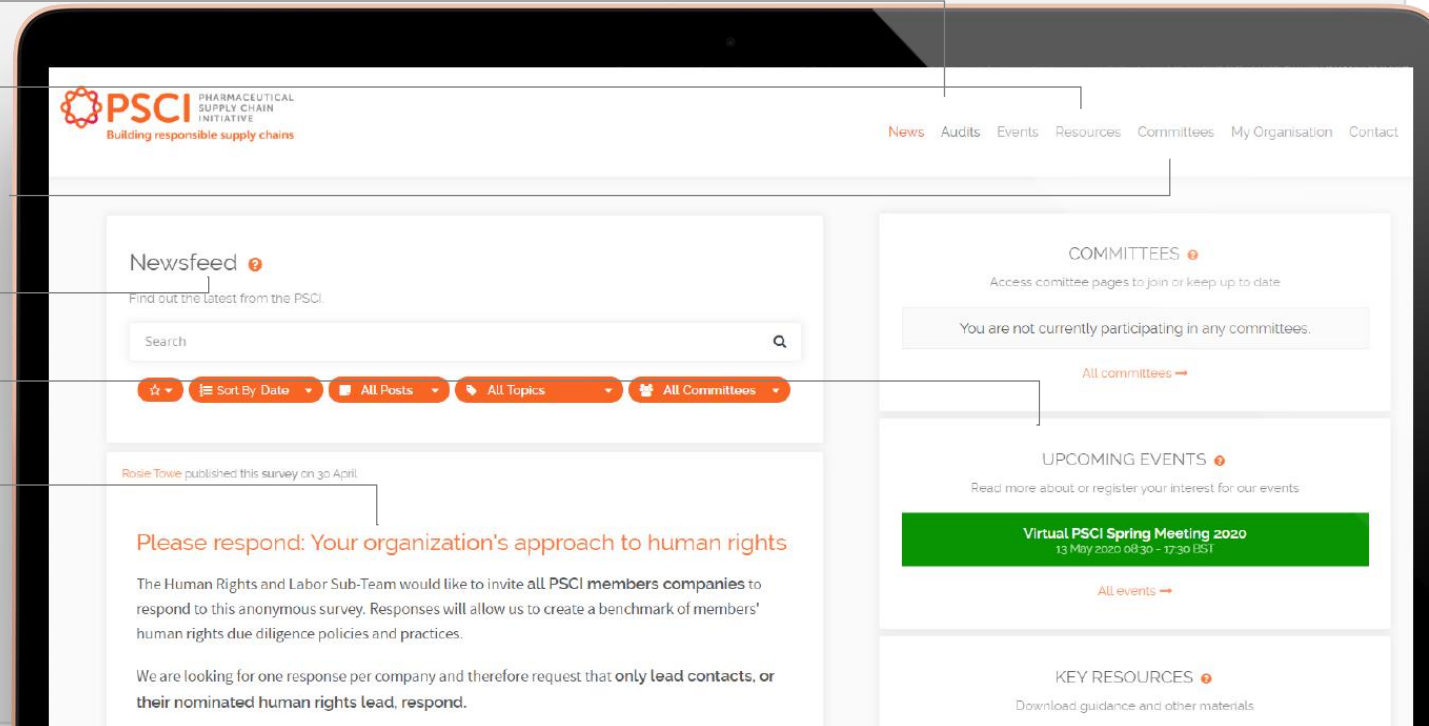 PSCI
PHARMACEUTICAL
SUPPLY CHAIN
INITIATIVE
Building responsible supply chains
News Audits Events Resources Committees My Organisation Contact
Newsfeed
Find out the latest from the PSCI.
Search
Sort By Date All Posts All Topics All Committees
Rosie Towe published this survey on 30 April
Please respond: Your organization's approach to human rights
The Human Rights and Labor Sub-Team would like to invite all PSCI members companies to
respond to this anonymous survey. Responses will allow us to create a benchmark of members'
human rights due diligence policies and practices.
We are looking for one response per company and therefore request that only lead contacts, or
their nominated human rights lead, respond.
COMMITTEES
Access comittee pages to join or keep up to date
You are not currently participating in any committees.
All committees →
UPCOMING EVENTS
Read more about or register your interest for our events
Virtual PSCI Spring Meeting 2020
13 May 2020 08:30 - 17:30 BST
All events →
KEY RESOURCES
Download guidance and other materials